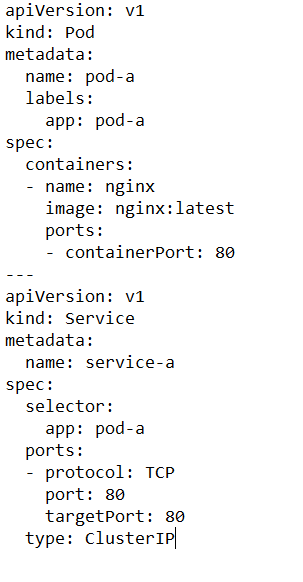 apiVersion: v1
kind: Pod
metadata:
  name: pod-a
  labels:
    app: pod-a
spec:
  containers:
  - name: nginx
    image: nginx:latest
    ports:
    - containerPort: 80
---
apiVersion: v1
kind: Service
metadata:
  name: service-a
spec:
  selector:
    app: pod-a
  ports:
  - protocol: TCP
    port: 80
    targetPort: 80
  type: ClusterIP